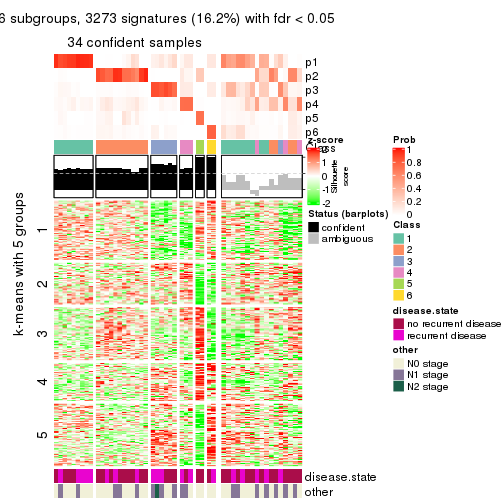 6 subgroups, 3273 signatures (16.2%) with fdr < 0.05
34 confident samples
p1
p2
p3
p4
p5
p6
k-means with 5 groups
1
2
3
4
5
disease.state
other
z-score
2
1
0
-1
-2
Silhouette
score
1
0
Status (barplots)
confident
ambiguous
Prob
1
0.8
0.6
0.4
0.2
0
Class
1
2
3
4
5
6
disease.state
no recurrent disease
recurrent disease
other
N0 stage
N1 stage
N2 stage